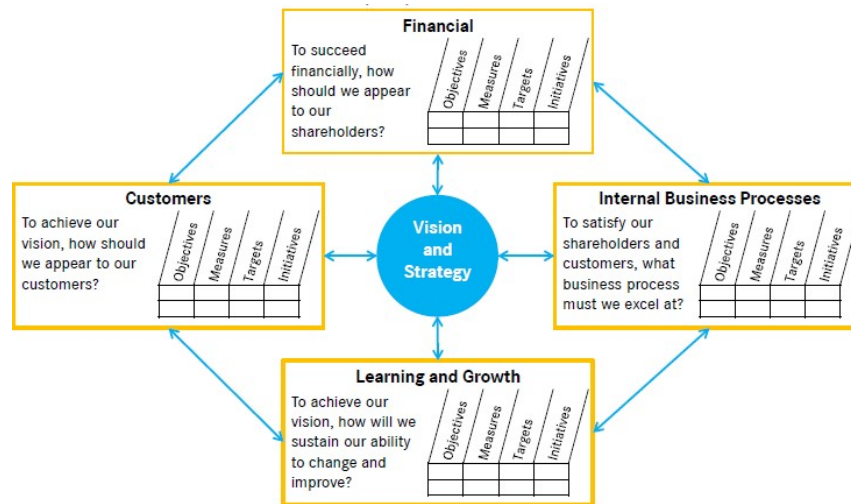 Financial
To succeed
financially, how
should we appear
to our
shareholders?
Objectives
Measures
Targets
Initiatives
Customers
To achieve our
vision, how should
we appear to our
customers?
Objectives
Measures
Targets
Initiatives
Vision
and
Strategy
Internal Business Processes
To satisfy our
shareholders and
customers, what
business process
must we excel at?
Objectives
Measures
Targets
Initiatives
Learning and Growth
To achieve our
vision, how will we
sustain our ability
to change and
improve?
Objectives
Measures
Targets
Initiatives